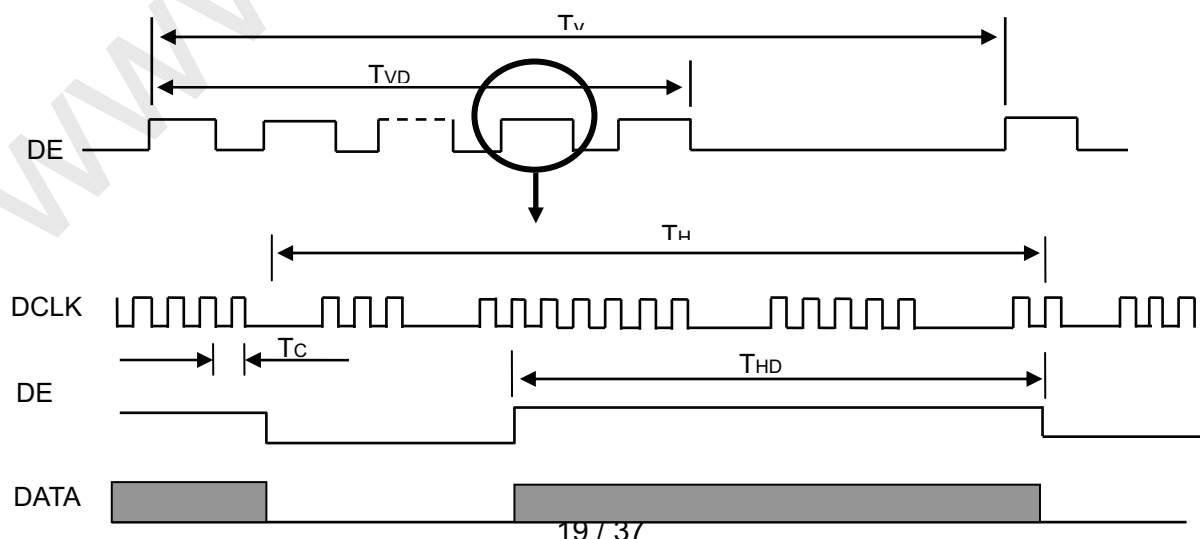 TV
TVD
DE
TH
DCLK
TC
THD
DE
DATA
19 / 37